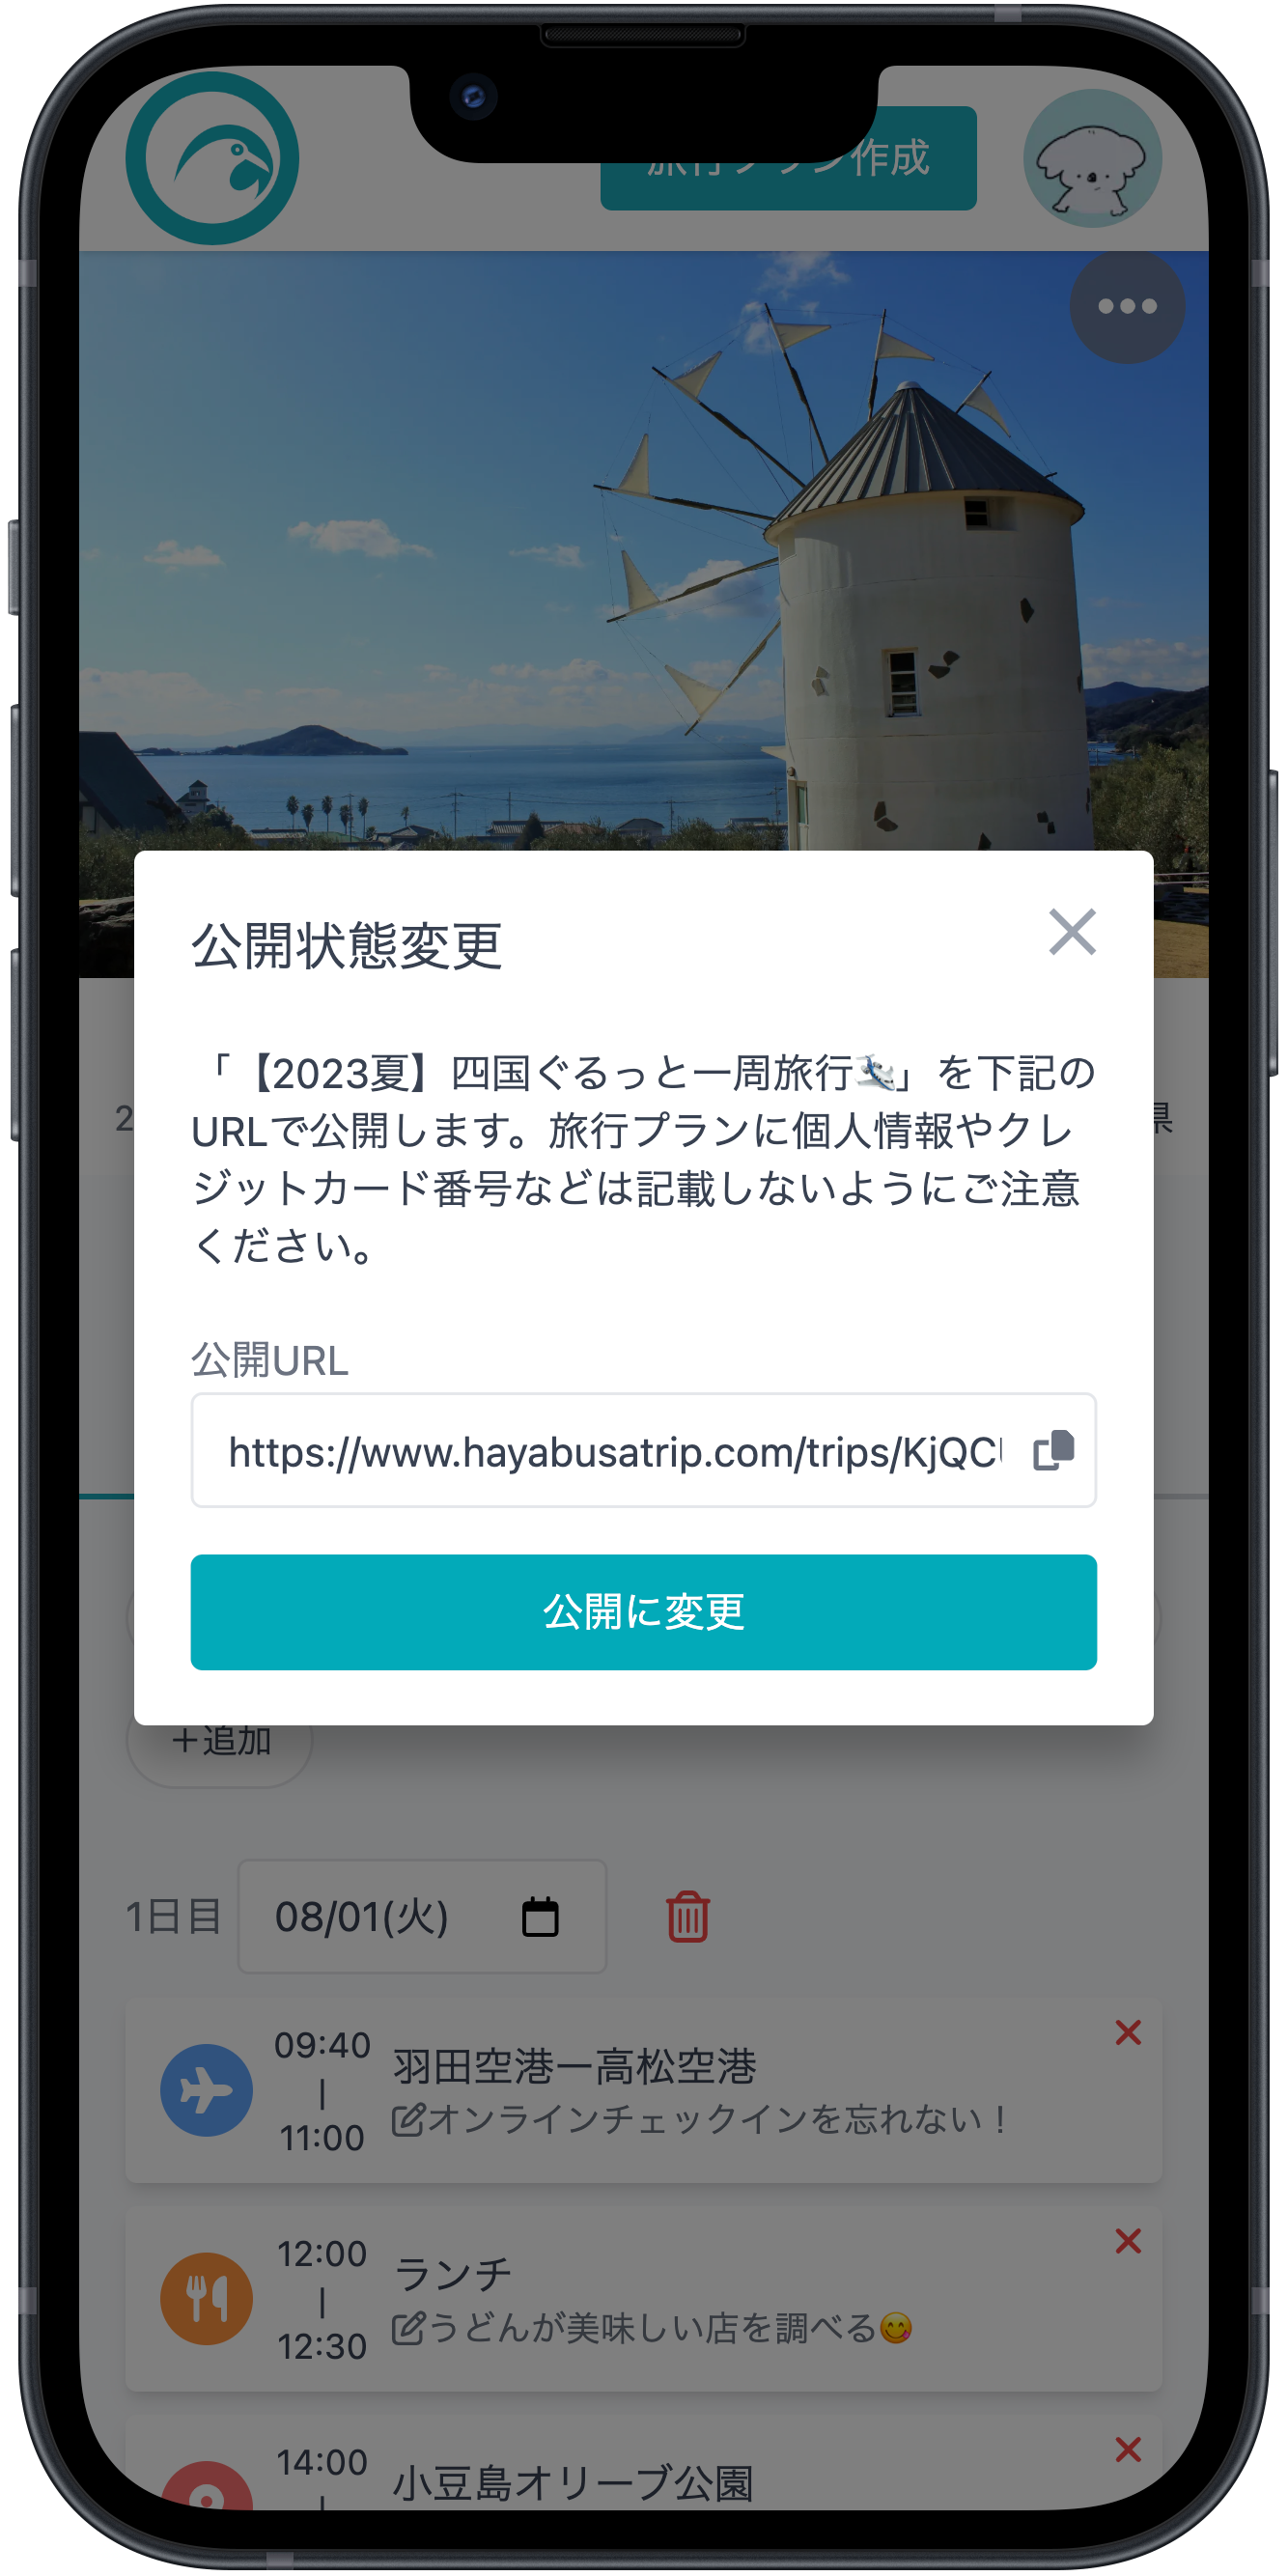 作成
公開状態変更
「【2023夏】四国ぐるっと一周旅行🛬」を下記の
URLで公開します。旅行プランに個人情報やクレ
ジットカード番号などは記載しないようにご注意
ください。
2
県
公開URL
https://www.hayabusatrip.com/trips/KjQC
公開に変更
+追加
1日目 08/01(火)
09:40
|
11:00
羽田空港ー高松空港
オンラインチェックインを忘れない！
12:00
|
12:30
ランチ
うどんが美味しい店を調べる😋
14:00
小豆島オリーブ公園